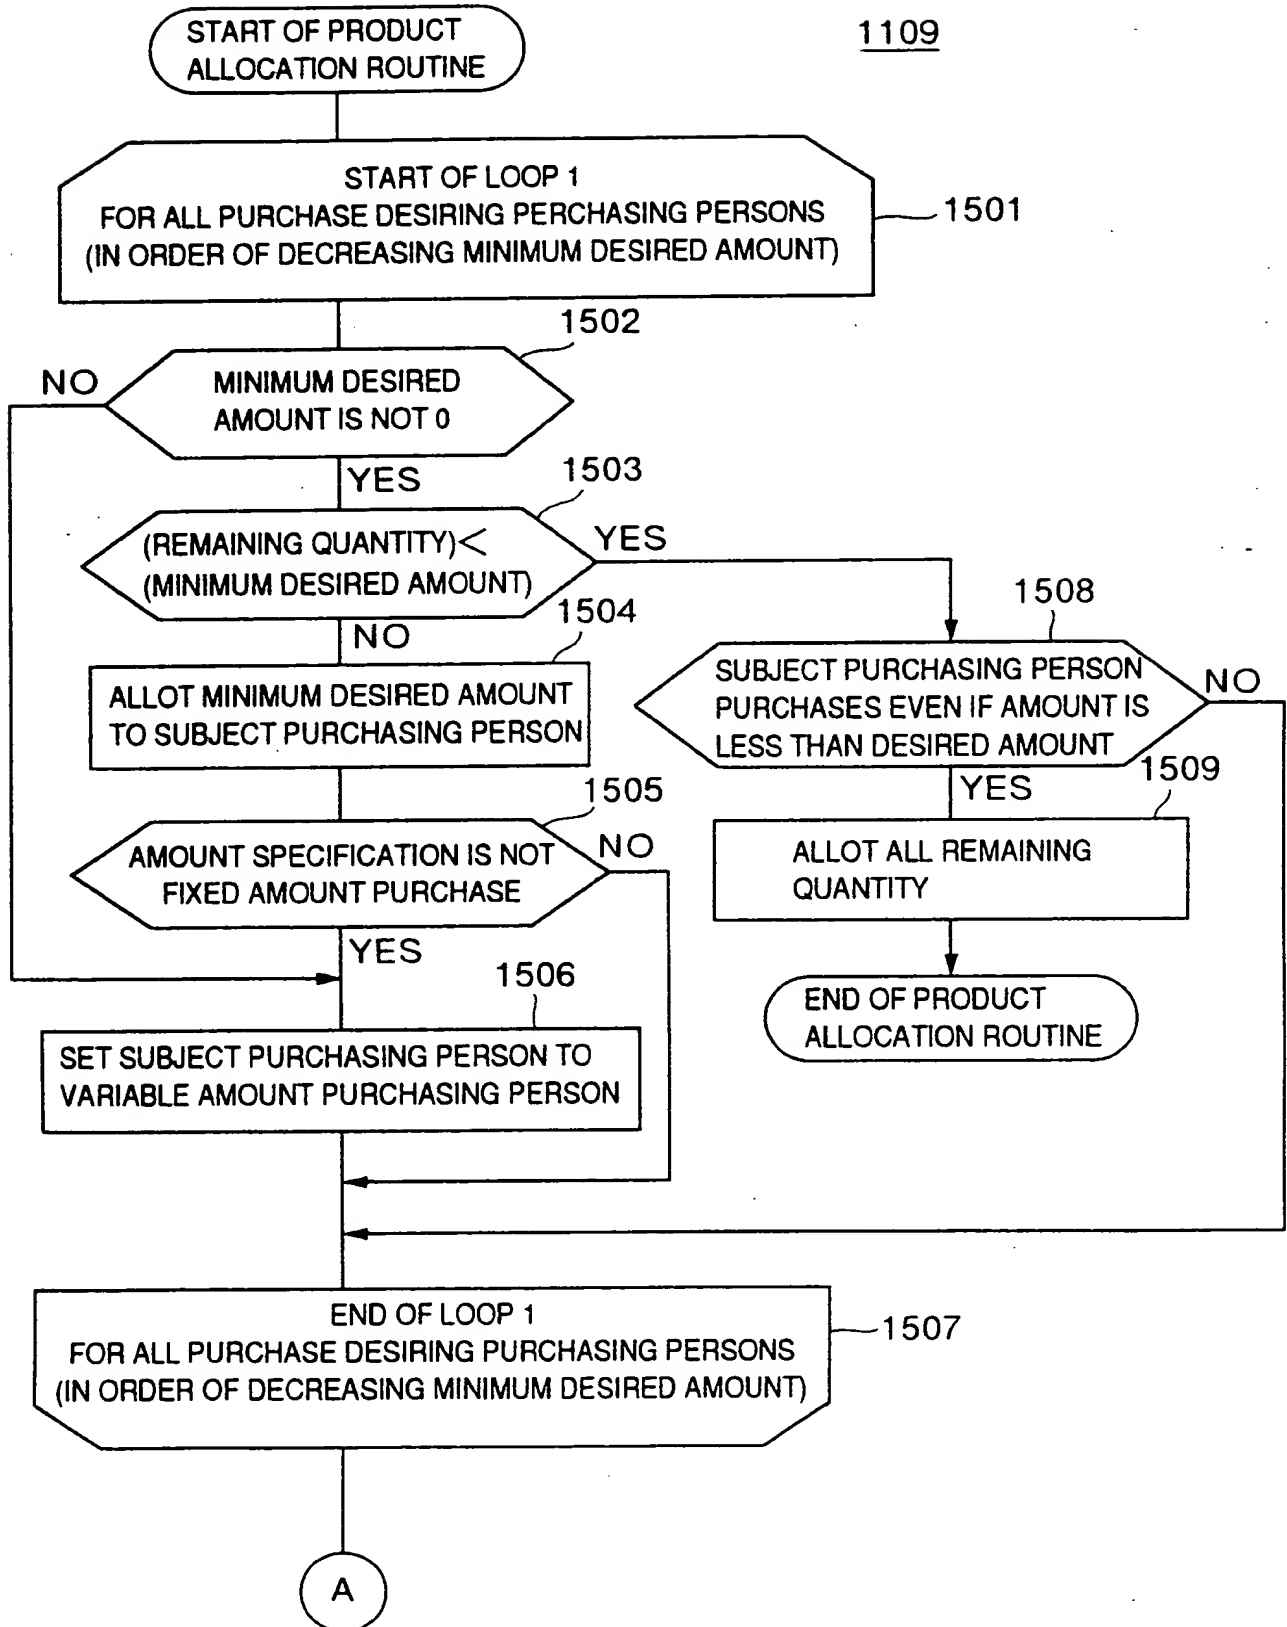 START OF PRODUCT
ALLOCATION ROUTINE
1109
START OF LOOP 1
FOR ALL PURCHASE DESIRING PERCHASING PERSONS
(IN ORDER OF DECREASING MINIMUM DESIRED AMOUNT)
1501
1502
NO
MINIMUM DESIRED
AMOUNT IS NOT 0
YES
1503
(REMAINING QUANTITY)<
(MINIMUM DESIRED AMOUNT)
YES
NO
1504
ALLOT MINIMUM DESIRED AMOUNT
TO SUBJECT PURCHASING PERSON
1508
SUBJECT PURCHASING PERSON
PURCHASES EVEN IF AMOUNT IS
LESS THAN DESIRED AMOUNT
NO
YES
1505
AMOUNT SPECIFICATION IS NOT
FIXED AMOUNT PURCHASE
NO
YES
1509
ALLOT ALL REMAINING
QUANTITY
1506
SET SUBJECT PURCHASING PERSON TO
VARIABLE AMOUNT PURCHASING PERSON
END OF PRODUCT
ALLOCATION ROUTINE
END OF LOOP 1
FOR ALL PURCHASE DESIRING PURCHASING PERSONS
(IN ORDER OF DECREASING MINIMUM DESIRED AMOUNT)
1507
A